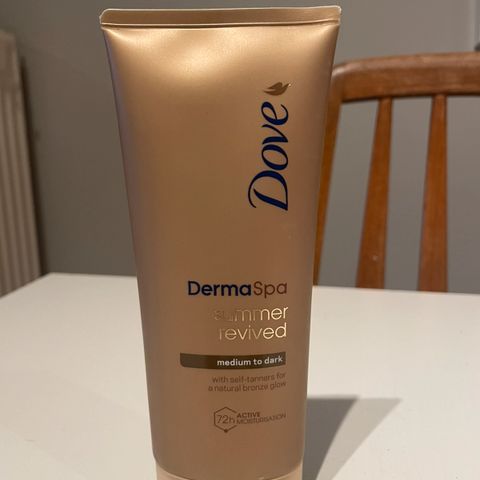 Dove
DermaSpa
summer
revived
medium to dark
with self-tanners for
a natural bronze glow
72h ACTIVE
MOISTURISATION